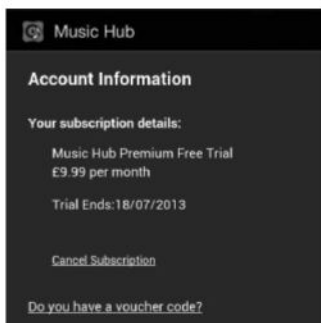 Music Hub
Account Information
Your subscription details:
Music Hub Premium Free Trial
£9.99 per month
Trial Ends:18/07/2013
Cancel Subscription
Do you have a voucher code?